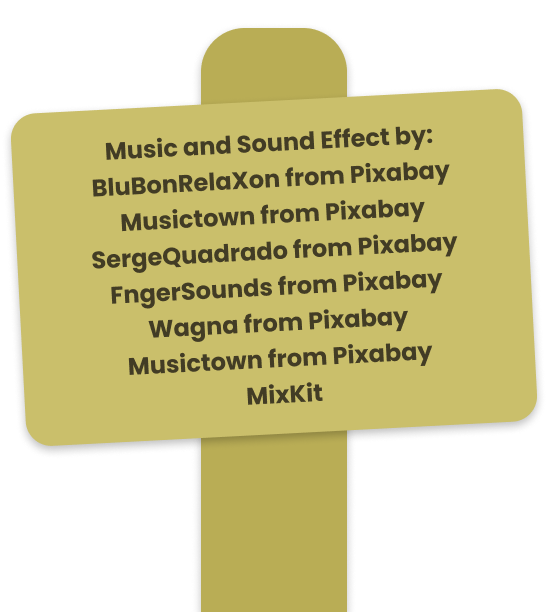 Music and Sound Effect by:
BluBonRelaXon from Pixabay
Musictown from Pixabay
SergeQuadrado from Pixabay
FngerSounds from Pixabay
Wagna from Pixabay
Musictown from Pixabay
MixKit